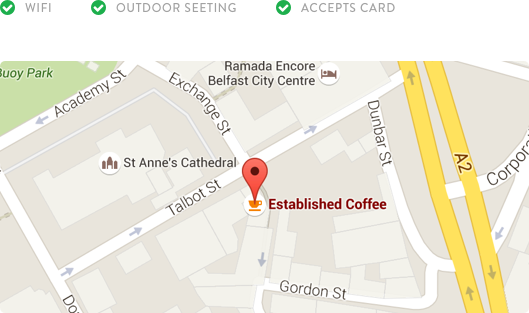 WIFI
OUTDOOR SEETING
ACCEPTS CARD
Ramada Encore
Belfast City Centre
Buoy Park
Academy St
Exchange St
Dunbar St
A2
Corpora
St Anne's Cathedral
Talbot St
Established Coffee
Gordon St
Do